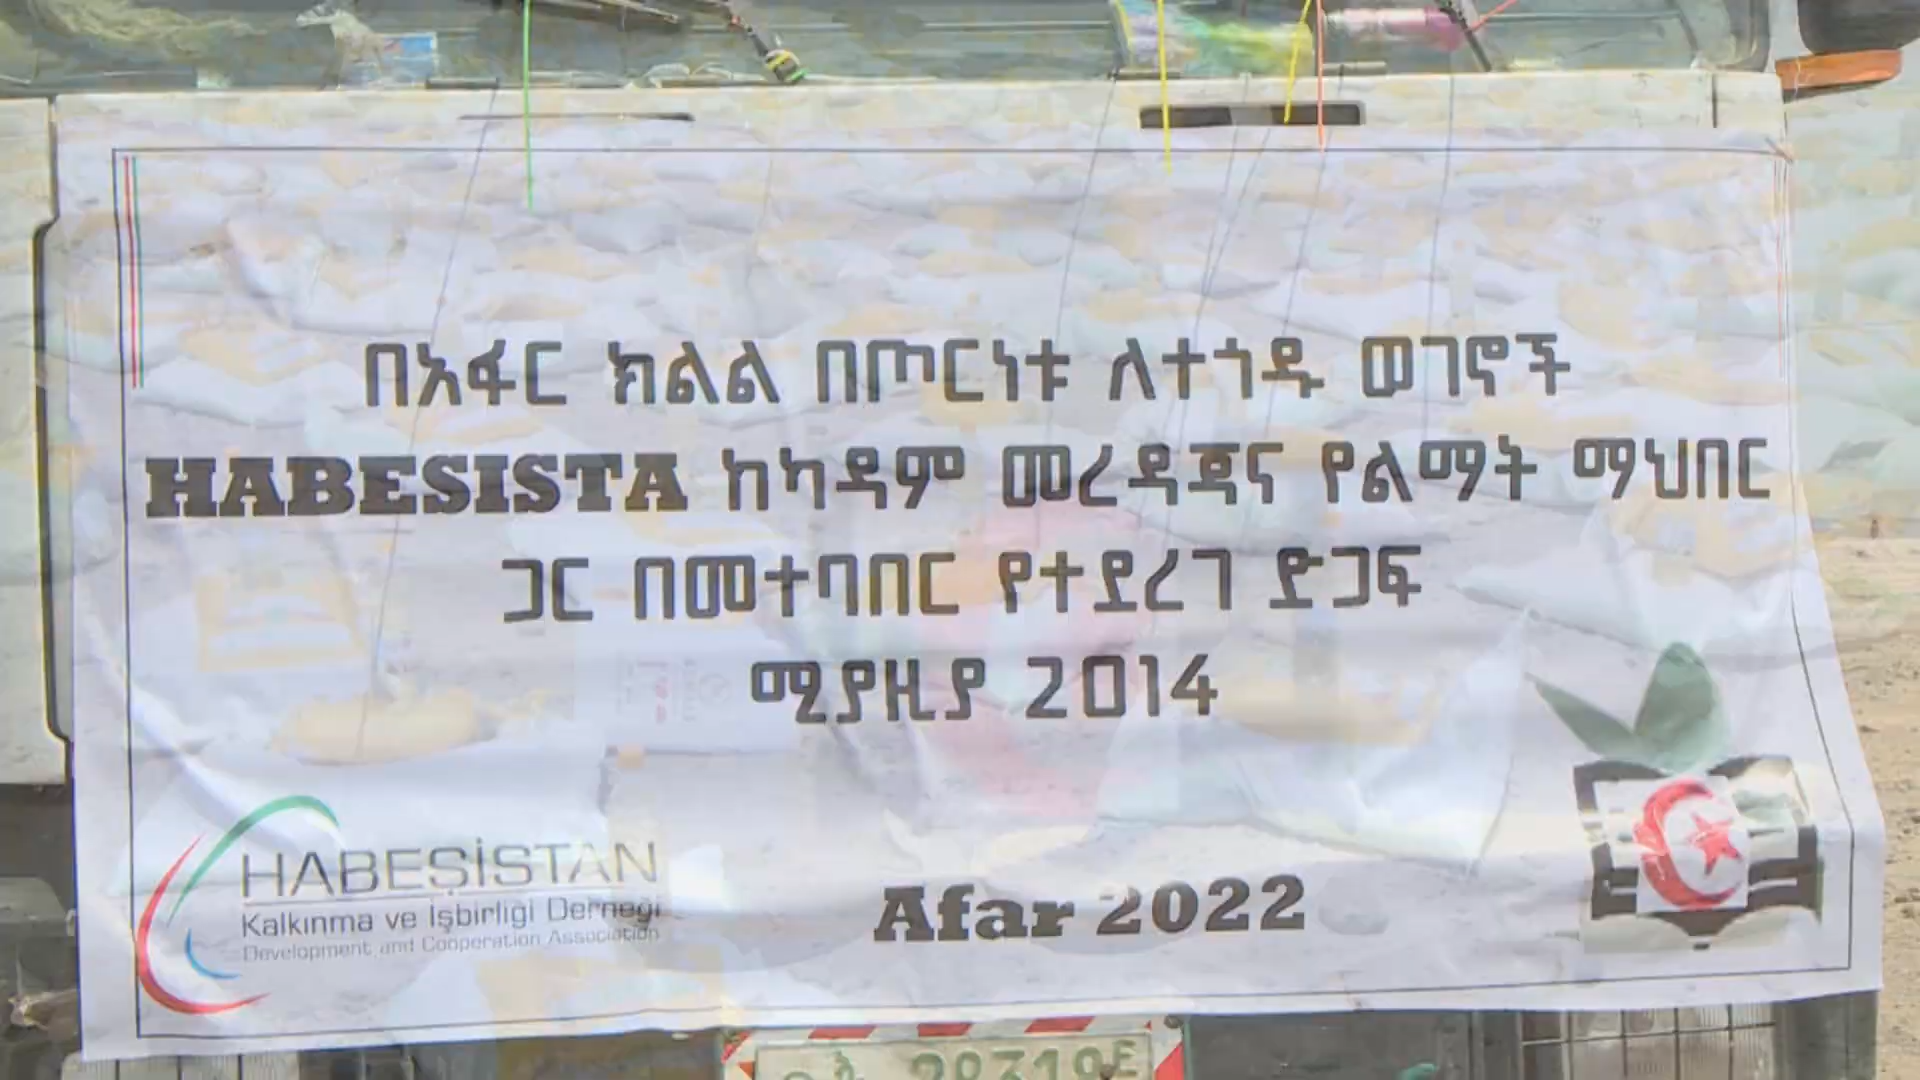 በአፋር ክልል በጦርነቱ ለተጎዱ ወገኖች
HABESISTA ከካዳም መረዳጃና የልማት ማህበር
ጋር በመተባበር የተደረገ ድጋፍ
ሚያዚያ 2014
HABEŞİSTAN
Kalkınma ve İşbirliği Derneği
Development and Cooperation Association
Afar 2022